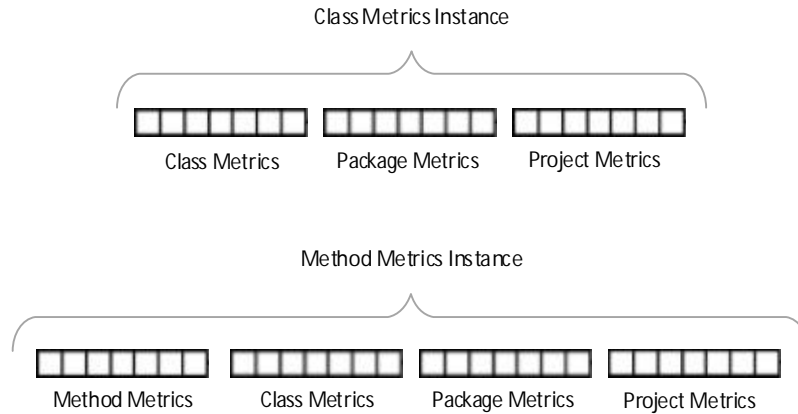 Class Metrics Instance
Class Metrics Package Metrics Project Metrics
Method Metrics Instance
Method Metrics Class Metrics Package Metrics Project Metrics